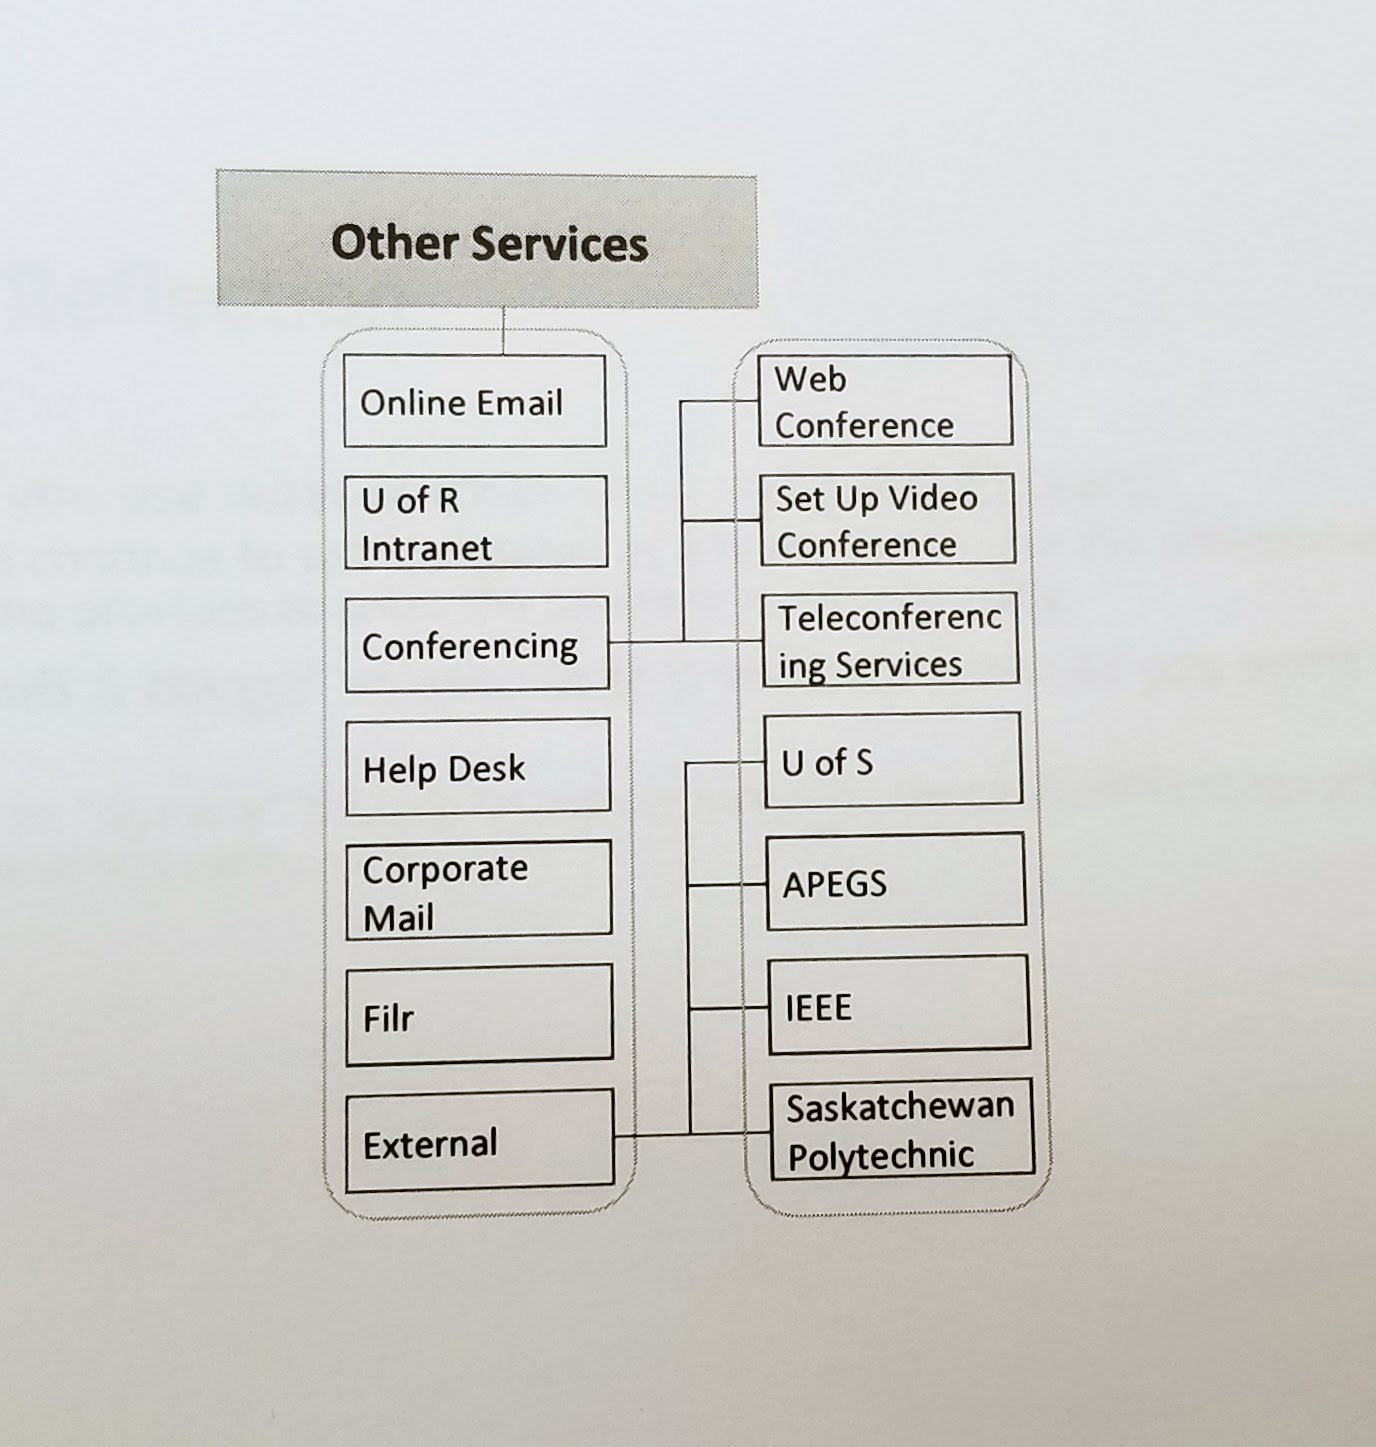 Other Services
Online Email
U of R
Intranet
Conferencing
Help Desk
Corporate
Mail
Filr
External
Web
Conference
Set Up Video
Conference
Teleconferenc
ing Services
U of S
APEGS
IEEE
Saskatchewan
Polytechnic